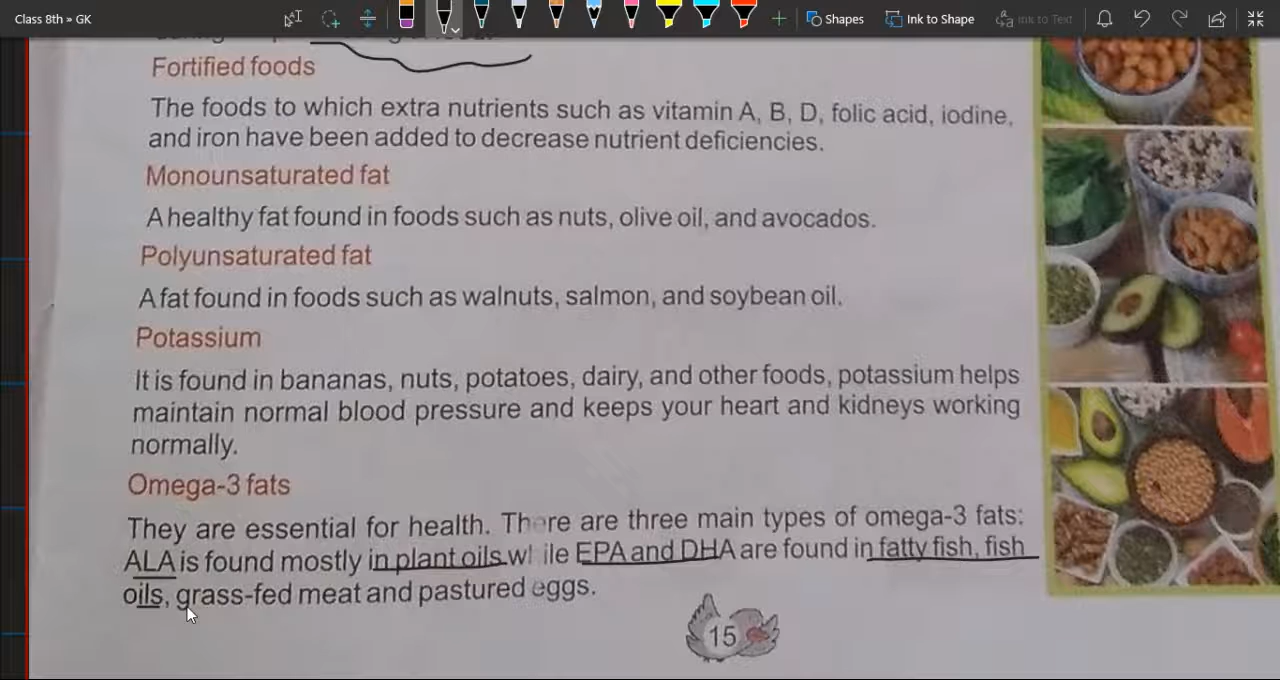 Class 8th » GK
Shapes
Ink to Shape
Ink to Text
Fortified foods
The foods to which extra nutrients such as vitamin A, B, D, folic acid, iodine,
and iron have been added to decrease nutrient deficiencies.
Monounsaturated fat
A healthy fat found in foods such as nuts, olive oil, and avocados.
Polyunsaturated fat
A fat found in foods such as walnuts, salmon, and soybean oil.
Potassium
It is found in bananas, nuts, potatoes, dairy, and other foods, potassium helps
maintain normal blood pressure and keeps your heart and kidneys working
normally.
Omega-3 fats
They are essential for health. There are three main types of omega-3 fats:
ALA is found mostly in plant oils while EPA and DHA are found in fatty fish, fish
oils, grass-fed meat and pastured eggs.
15